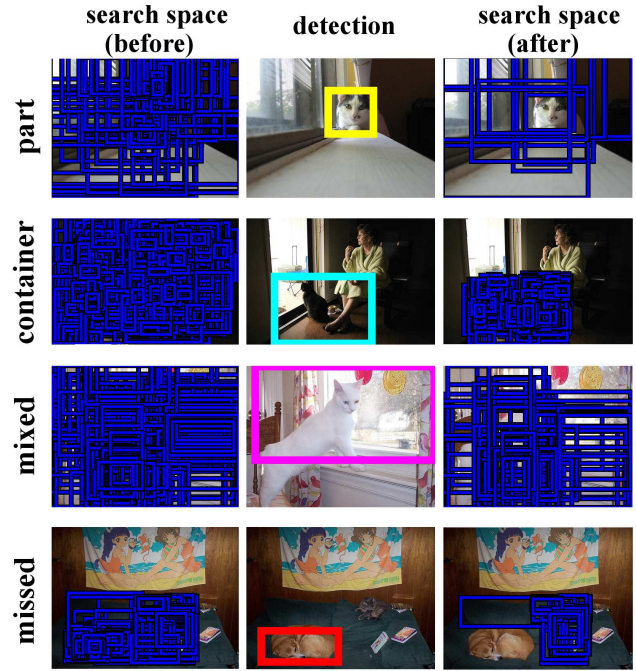 search space
(before)
detection
search space
(after)
part
container
mixed
missed